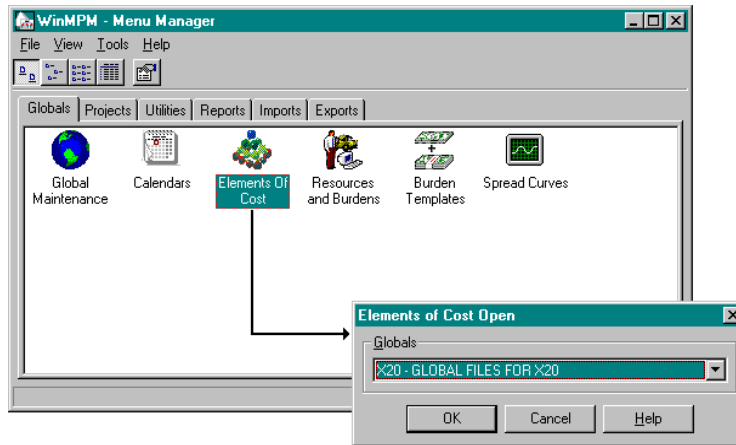 WinMPM - Menu Manager
File View Tools Help
Globals Projects Utilities Reports Imports Exports
Global Maintenance
Calendars
Elements Of Cost
Resources and Burdens
Burden Templates
Spread Curves
Elements of Cost Open
Globals
X20 - GLOBAL FILES FOR X20
OK Cancel Help